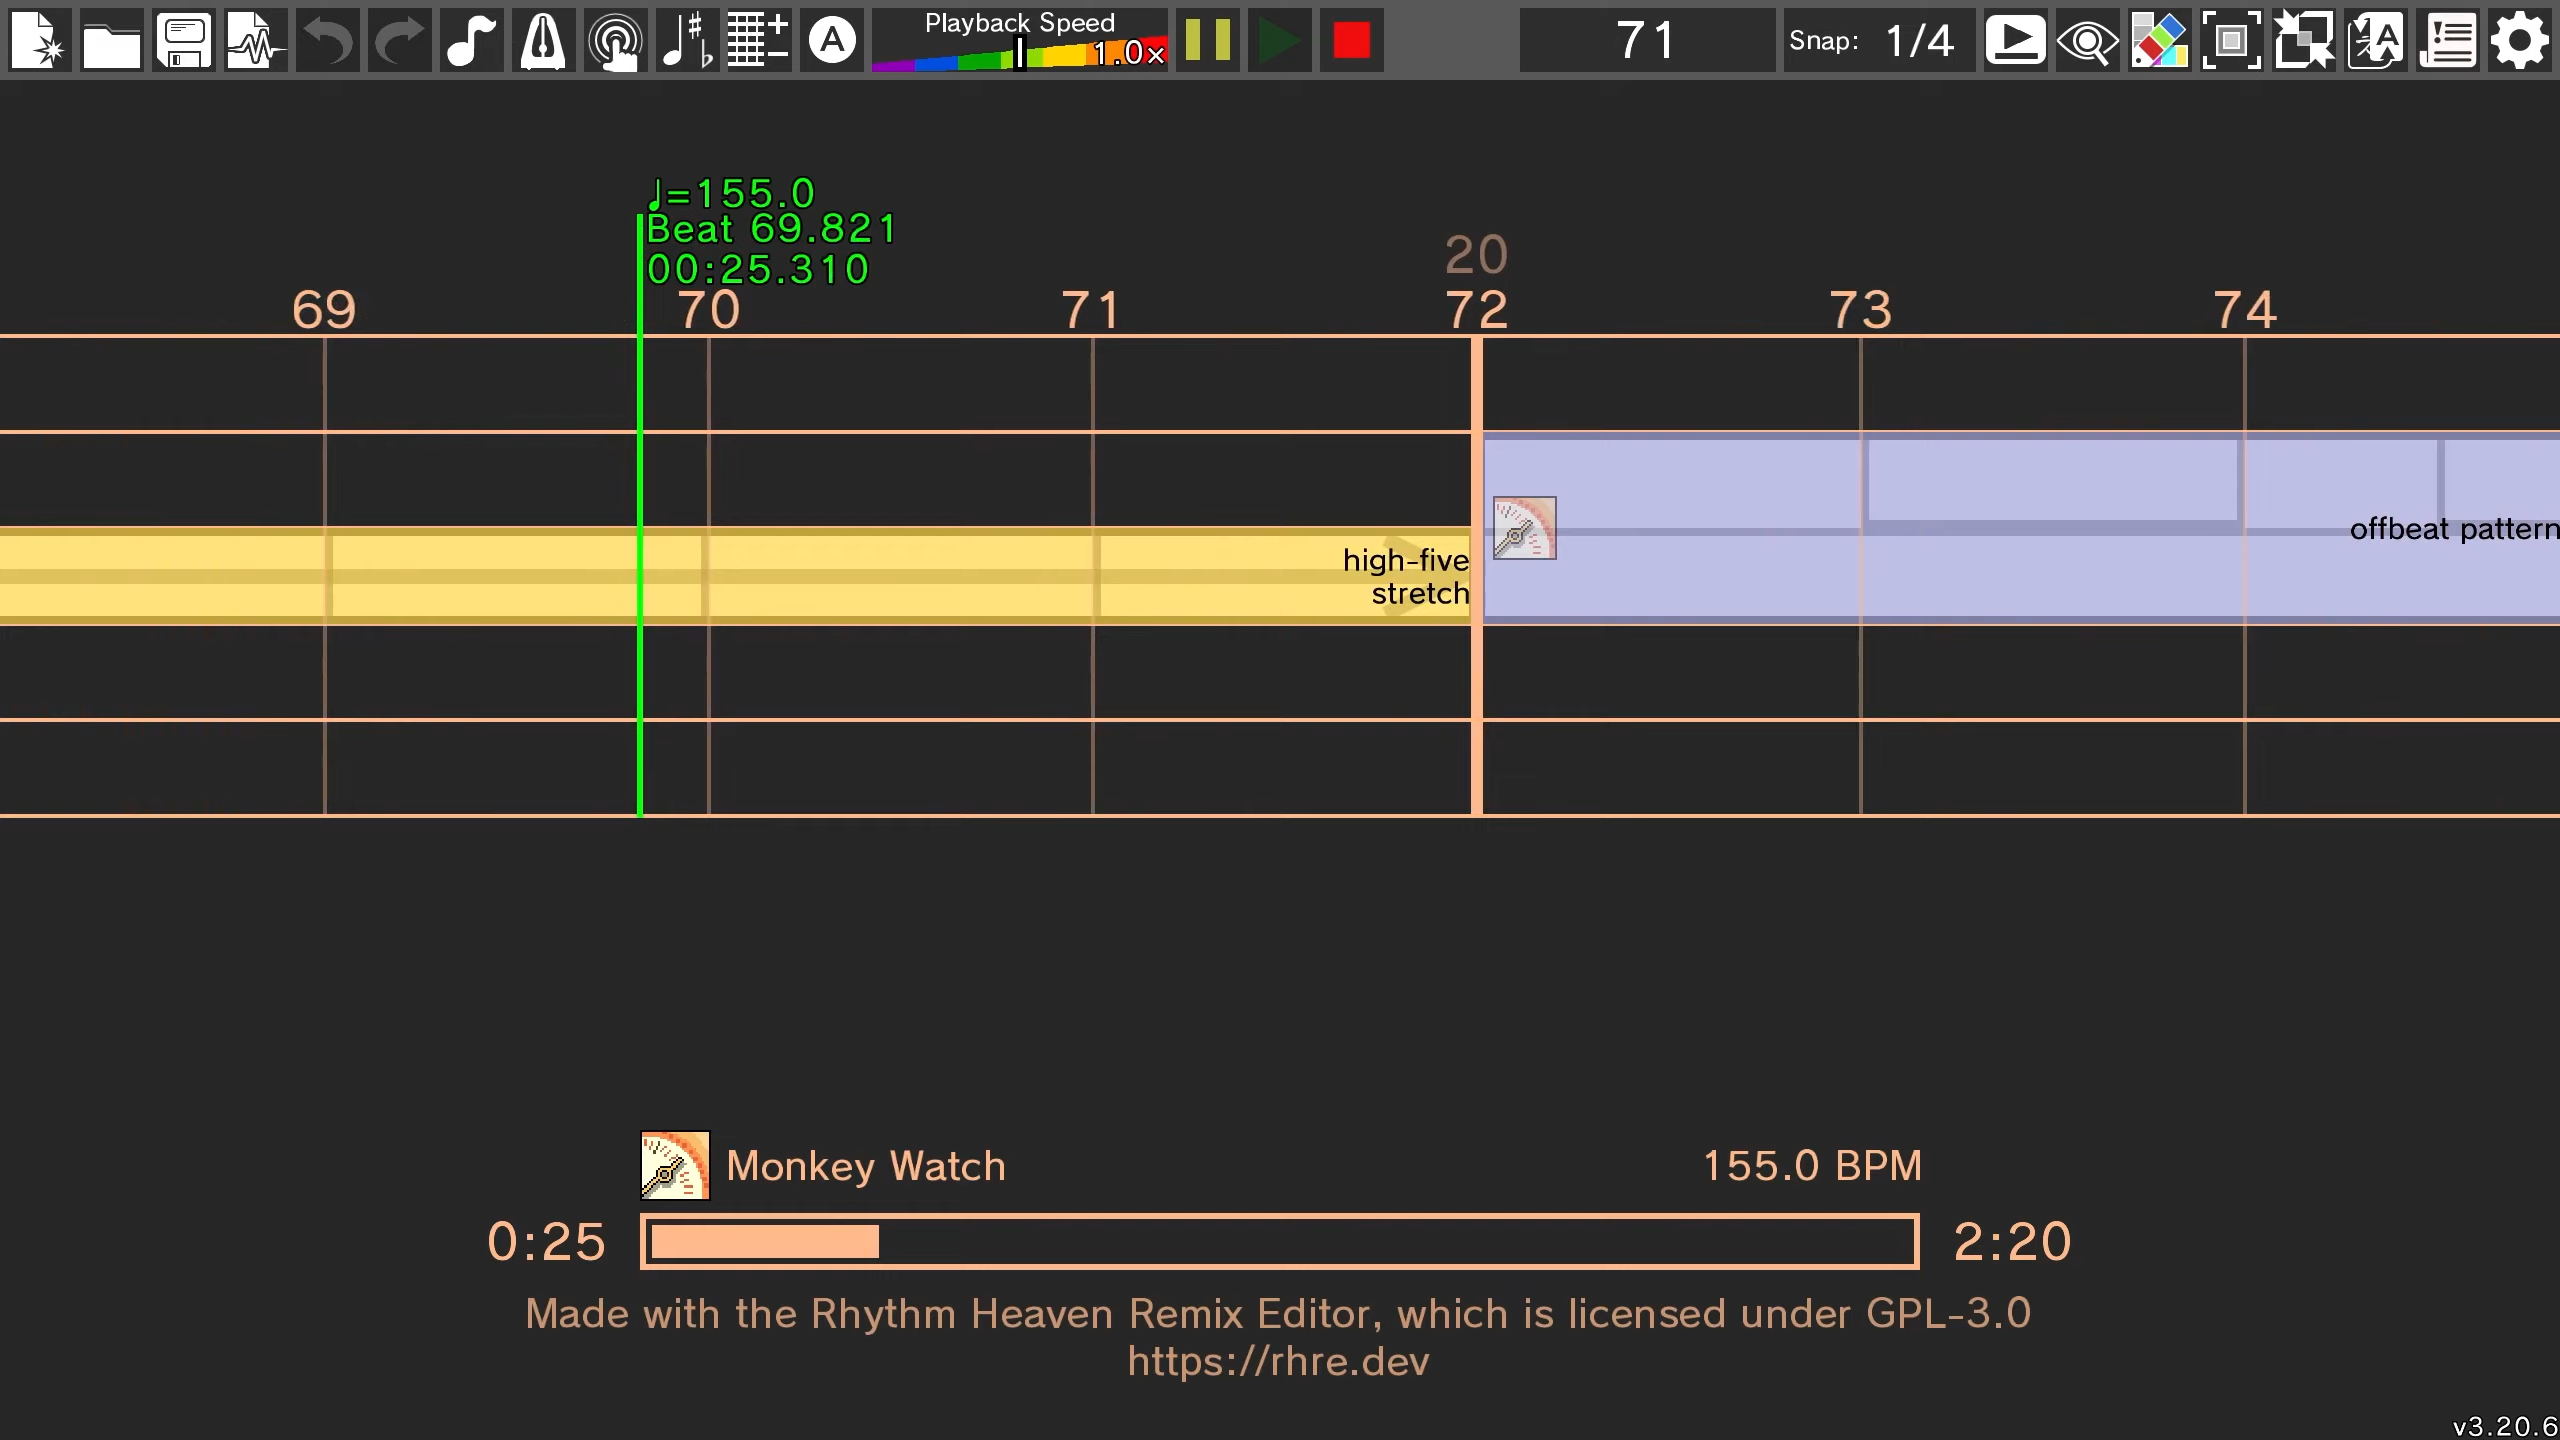 Playback Speed
1.0x
71
Snap: 1/4
A
A
♩=155.0
Beat 69.821
00:25.310
20
69 70 71 72 73 74
high-five
stretch
offbeat pattern
Monkey Watch
155.0 BPM
0:25
2:20
Made with the Rhythm Heaven Remix Editor, which is licensed under GPL-3.0
https://rhre.dev
v3.20.6